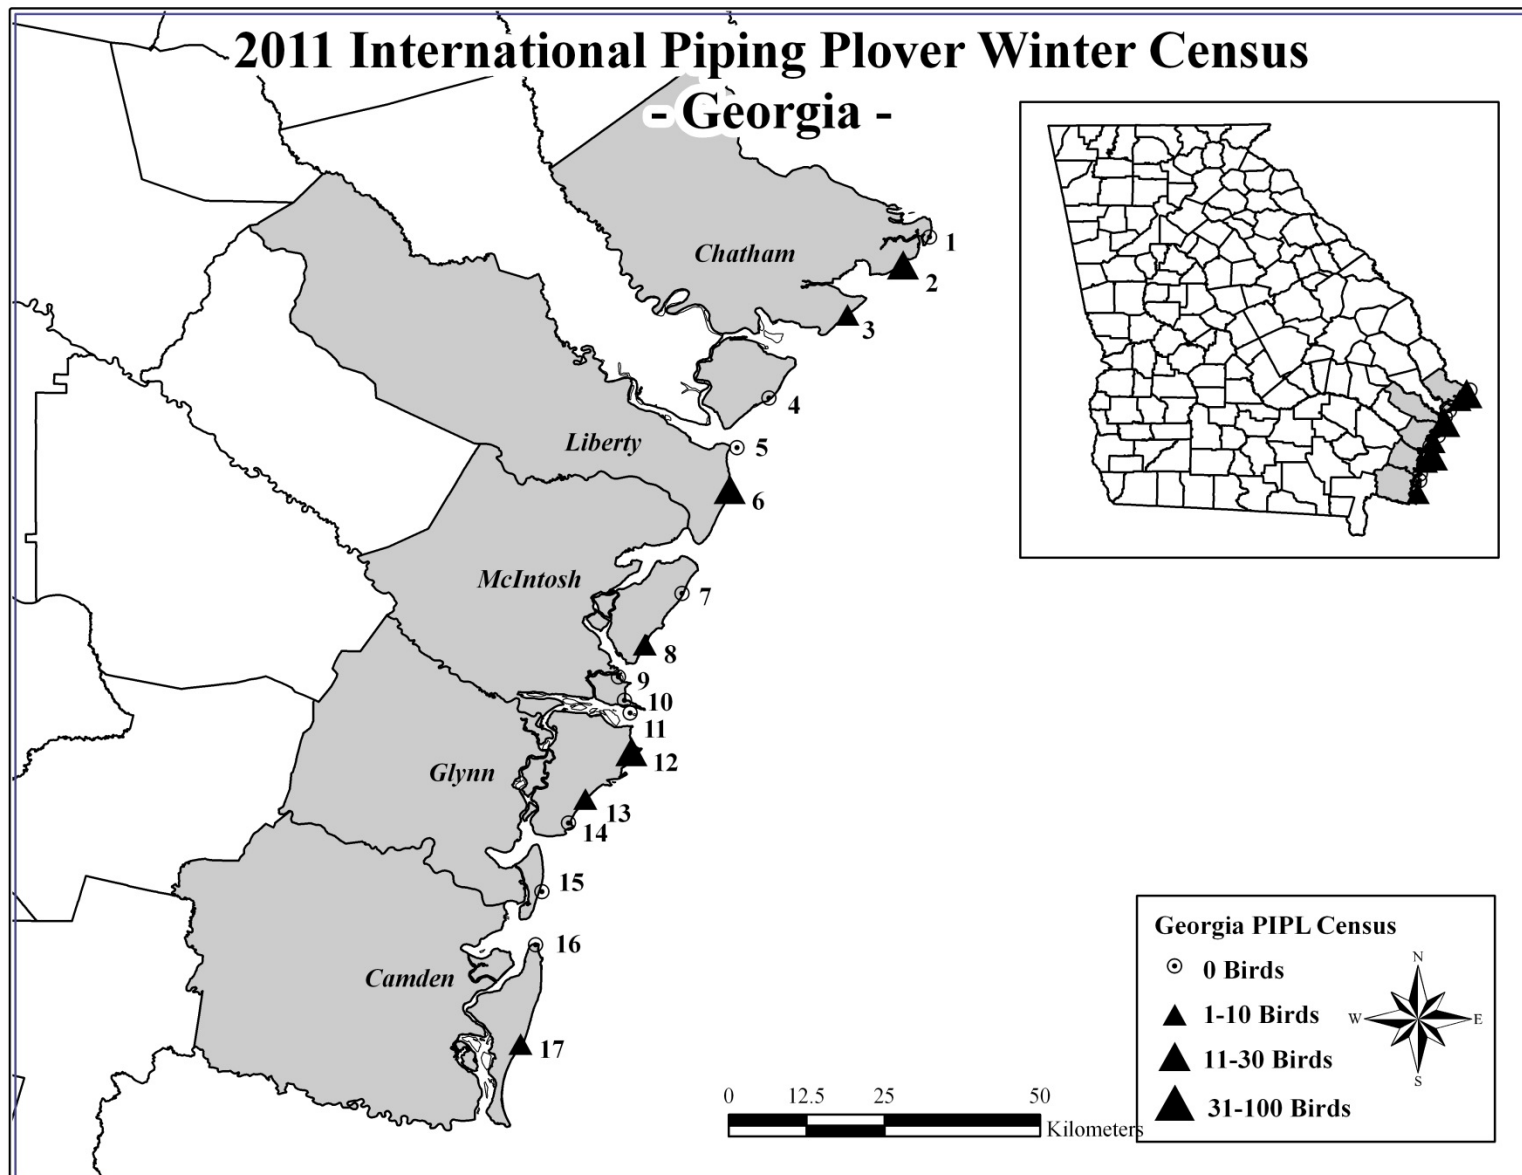 2011 International Piping Plover Winter Census
- Georgia -
Chatham
1
2
3
4
Liberty
5
6
McIntosh
7
8
9
10
11
Glynn
12
13
14
15
16
Camden
17
Georgia PIPL Census
0 Birds
1-10 Birds
11-30 Birds
31-100 Birds
N
W
E
S
0 12.5 25 50
Kilometers